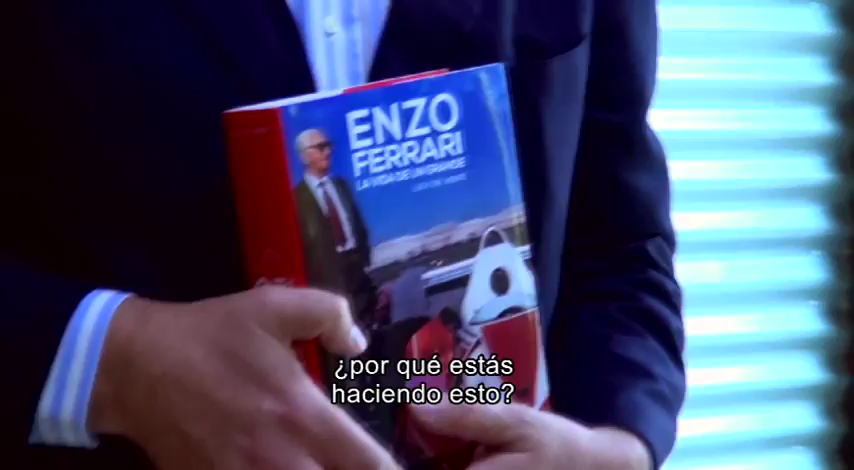 ENZO
FERRARI
LA VIDA DE UN GRANDE
¿por qué estás
haciendo esto?